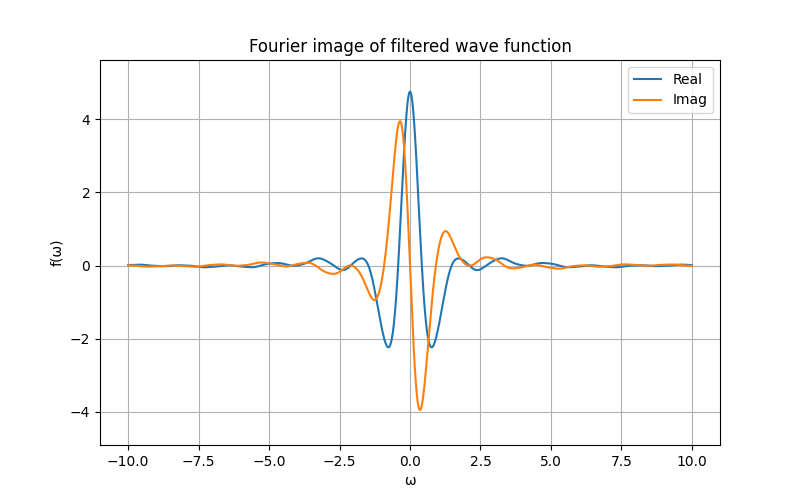 Fourier image of filtered wave function
Real
Imag
4
2
0
−2
−4
f(ω)
−10.0 −7.5 −5.0 −2.5 0.0 2.5 5.0 7.5 10.0
ω